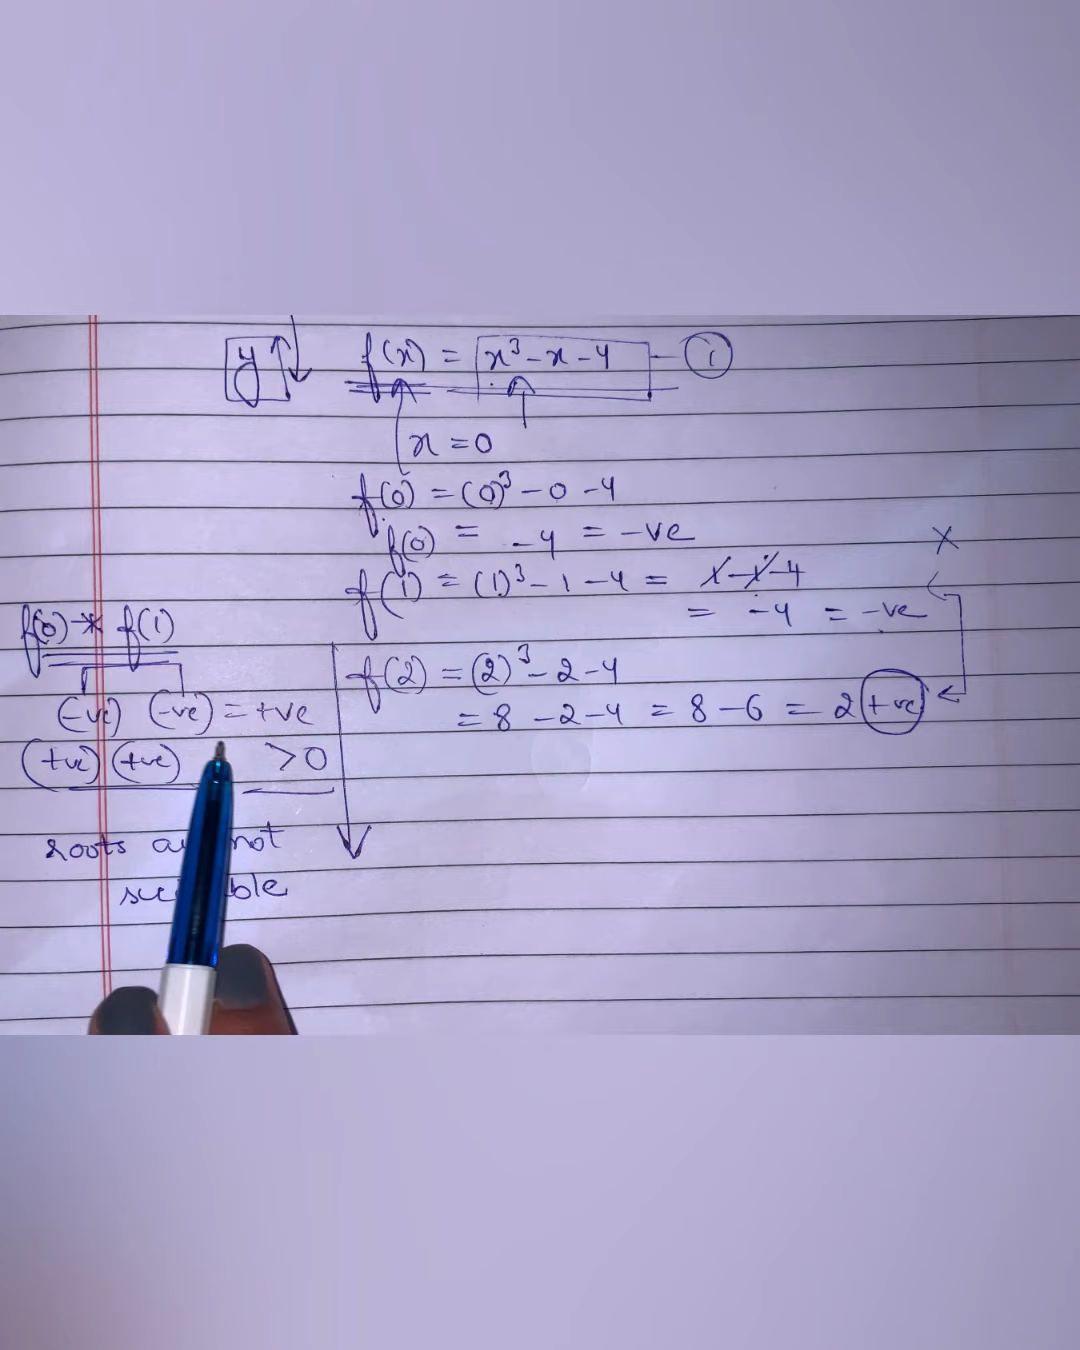 y f(x) = x³ - x - 4 - (1)
x = 0
f(0) = (0)³ - 0 - 4
f(0) = -4 = -ve
f(1) = (1)³ - 1 - 4 = 1 - 1 - 4
= -4 = -ve
f(2) = (2)³ - 2 - 4
= 8 - 2 - 4 = 8 - 6 = 2 +ve
f(0) * f(1)
(-ve) (-ve) = +ve
(+ve) (+ve) > 0
roots not